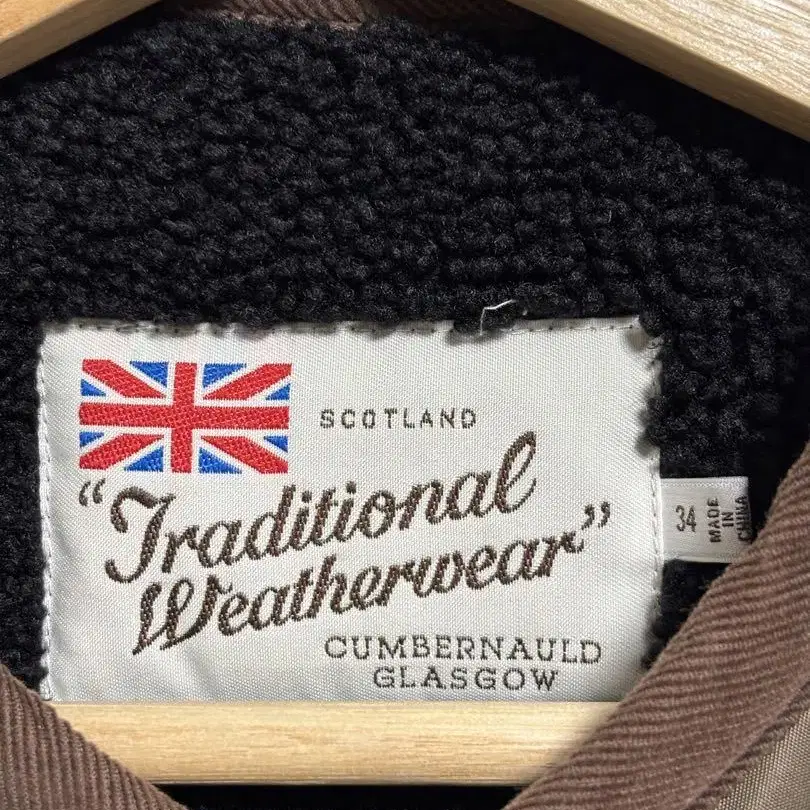 SCOTLAND
"Traditional
Weatherwear"
CUMBERNAULD
GLASGOW
34
MADE
IN
CHINA